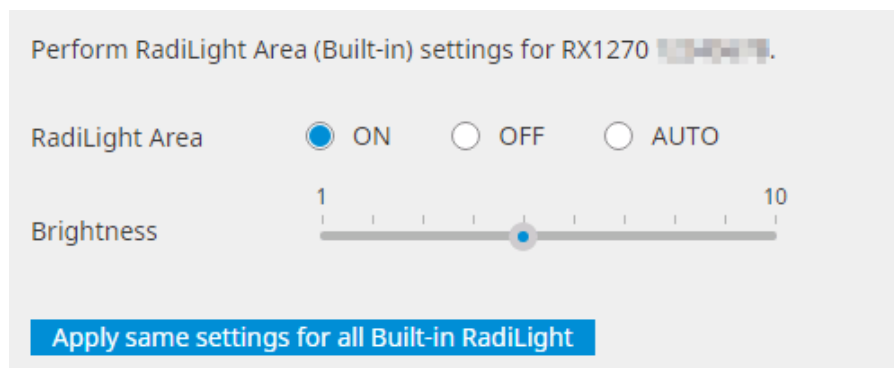 Perform RadiLight Area (Built-in) settings for RX1270 .
RadiLight Area ON OFF AUTO
1 10
Brightness
Apply same settings for all Built-in RadiLight